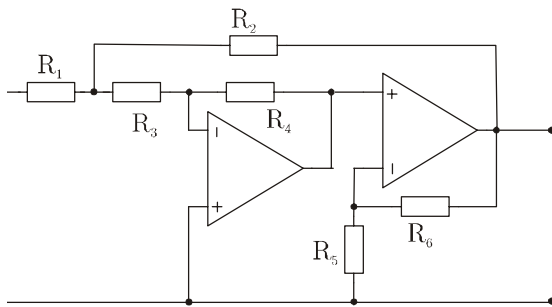 R₂
R₁
R₃
R₄
+
−
−
+
R₅
R₆